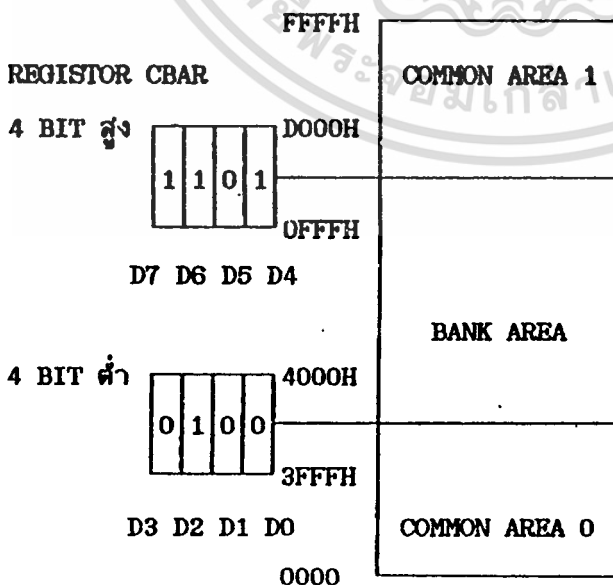 FFFFH
REGISTOR CBAR
COMMON AREA 1
4 BIT สูง
D000H
1 1 0 1
0FFFH
D7 D6 D5 D4
BANK AREA
4 BIT ต่ำ
4000H
0 1 0 0
3FFFH
D3 D2 D1 D0
COMMON AREA 0
0000